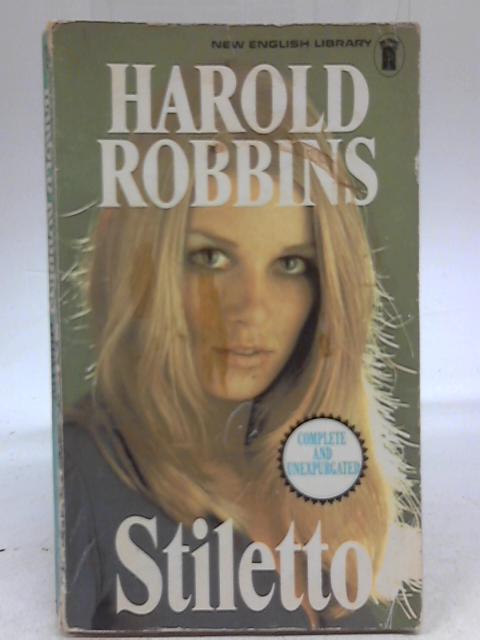 NEW ENGLISH LIBRARY
HAROLD
ROBBINS
COMPLETE
AND
UNEXPURGATED
Stiletto